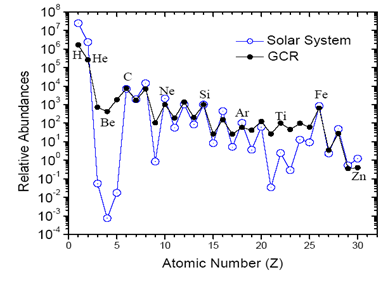 10^8
10^7
10^6
10^5
10^4
10^3
10^2
10^1
10^0
10^-1
10^-2
10^-3
10^-4
Relative Abundances
Solar System
GCR
H
He
Be
C
Ne
Si
Ar
Ti
Fe
Zn
0 5 10 15 20 25 30
Atomic Number (Z)